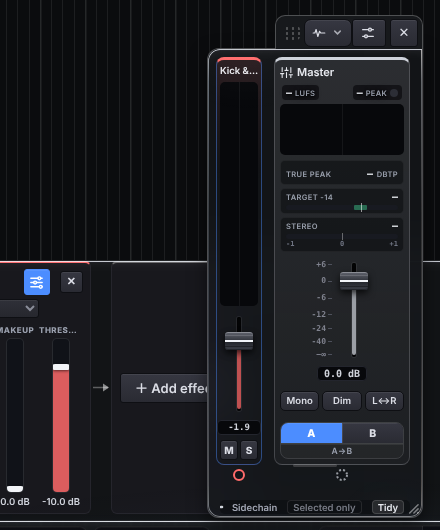 Kick &...
Master
– LUFS
– PEAK
TRUE PEAK – DBTP
TARGET -14 –
STEREO –
-1 0 +1
+6
0
-6
-12
-24
-40
-∞
0.0 dB
-1.9
M S
Mono Dim L↔R
A B
A→B
MAKEUP THRES...
+ Add effe
0.0 dB -10.0 dB
Sidechain Selected only Tidy